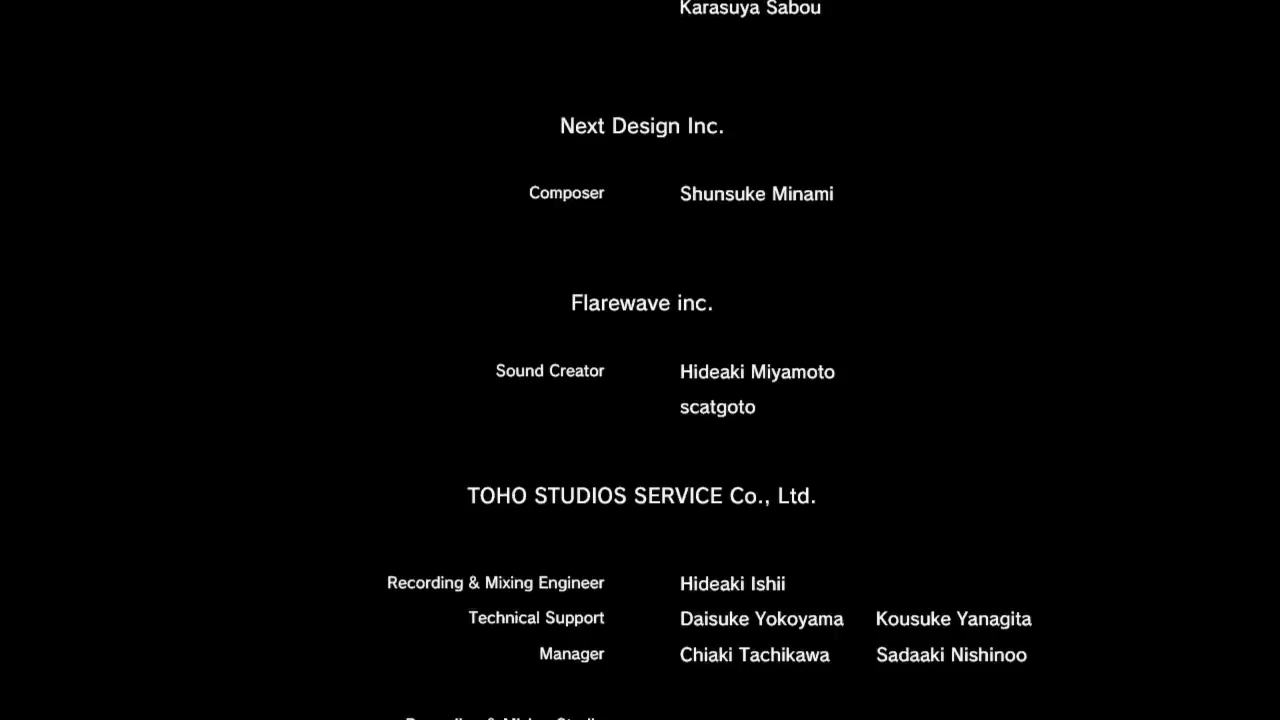 Karasuya Sabou
Next Design Inc.
Composer Shunsuke Minami
Flarewave inc.
Sound Creator Hideaki Miyamoto
scatgoto
TOHO STUDIOS SERVICE Co., Ltd.
Recording & Mixing Engineer Hideaki Ishii
Technical Support Daisuke Yokoyama Kousuke Yanagita
Manager Chiaki Tachikawa Sadaaki Nishinoo